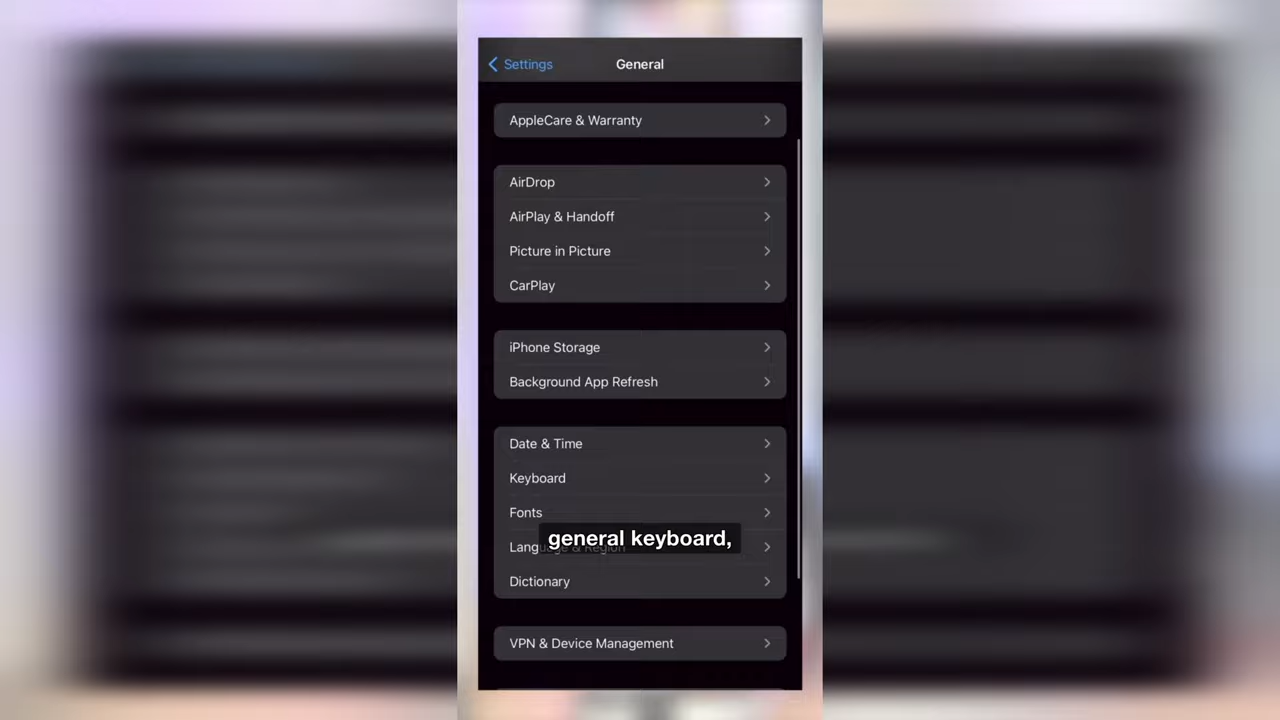 Settings
General
AppleCare & Warranty
AirDrop
AirPlay & Handoff
Picture in Picture
CarPlay
iPhone Storage
Background App Refresh
Date & Time
Keyboard
Fonts
general keyboard,
Language & Region
Dictionary
VPN & Device Management